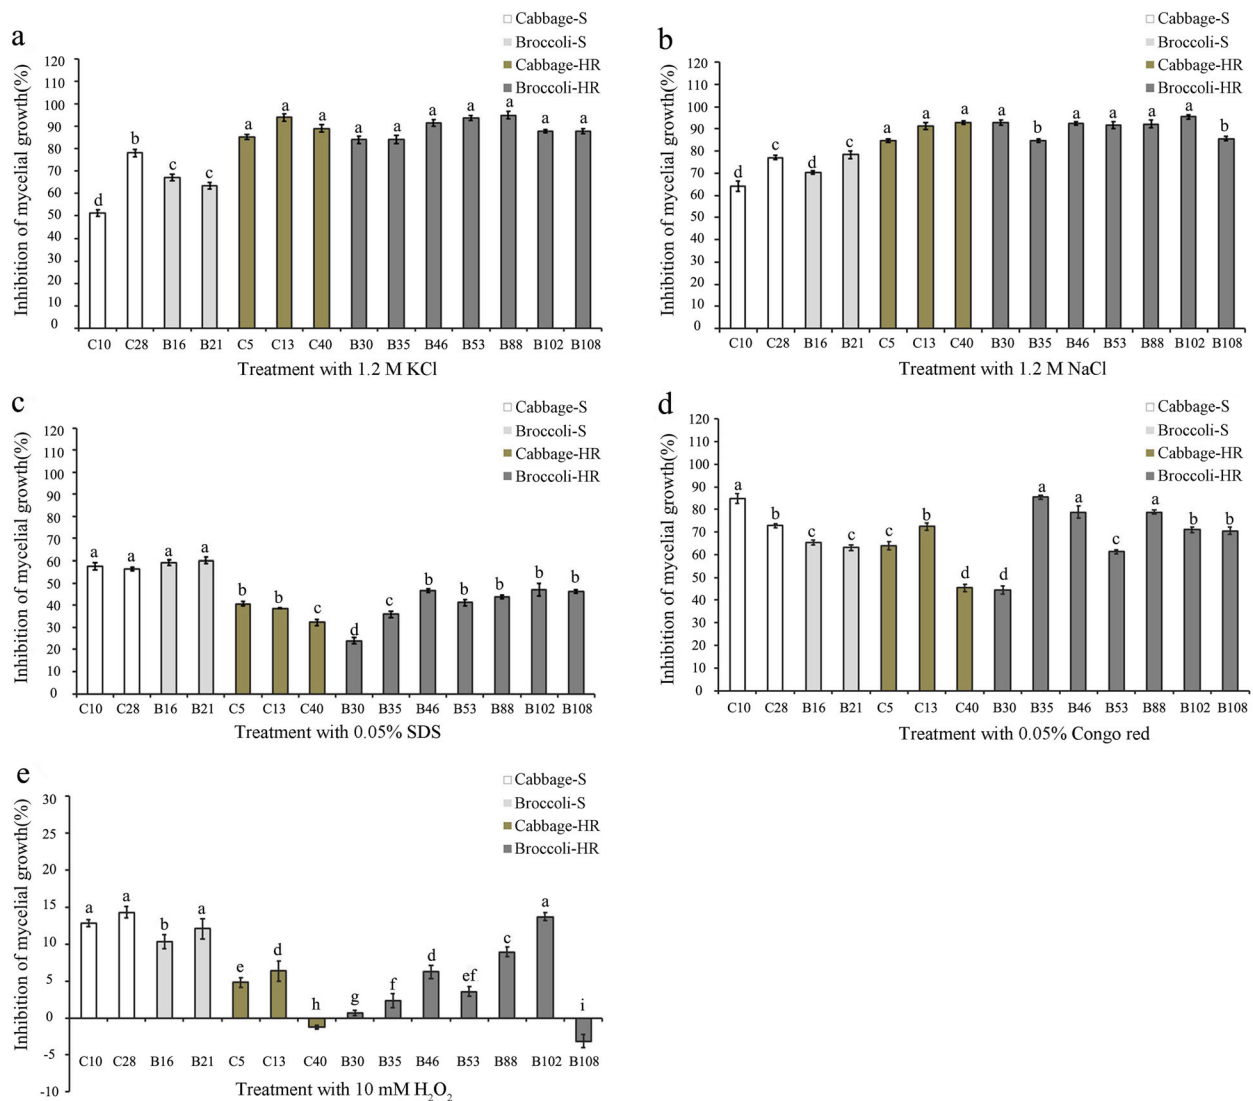 a
Cabbage-S
Broccoli-S
Cabbage-HR
Broccoli-HR
Inhibition of mycelial growth(%)
120
110
100
90
80
70
60
50
40
30
20
10
0
d b c c a a a a a a a a a a
C10 C28 B16 B21 C5 C13 C40 B30 B35 B46 B53 B88 B102 B108
Treatment with 1.2 M KCl
b
Cabbage-S
Broccoli-S
Cabbage-HR
Broccoli-HR
Inhibition of mycelial growth(%)
120
110
100
90
80
70
60
50
40
30
20
10
0
d c d c a a a a b a a a a b
C10 C28 B16 B21 C5 C13 C40 B30 B35 B46 B53 B88 B102 B108
Treatment with 1.2 M NaCl
c
Cabbage-S
Broccoli-S
Cabbage-HR
Broccoli-HR
Inhibition of mycelial growth(%)
120
110
100
90
80
70
60
50
40
30
20
10
0
a a a a b b c d c b b b b b
C10 C28 B16 B21 C5 C13 C40 B30 B35 B46 B53 B88 B102 B108
Treatment with 0.05% SDS
d
Cabbage-S
Broccoli-S
Cabbage-HR
Broccoli-HR
Inhibition of mycelial growth(%)
120
110
100
90
80
70
60
50
40
30
20
10
0
a b c c c b d d a a c a b b
C10 C28 B16 B21 C5 C13 C40 B30 B35 B46 B53 B88 B102 B108
Treatment with 0.05% Congo red
e
Cabbage-S
Broccoli-S
Cabbage-HR
Broccoli-HR
Inhibition of mycelial growth(%)
30
25
20
15
10
5
0
-5
-10
a a b a e d h g f d ef c a i
C10 C28 B16 B21 C5 C13 C40 B30 B35 B46 B53 B88 B102 B108
Treatment with 10 mM H₂O₂